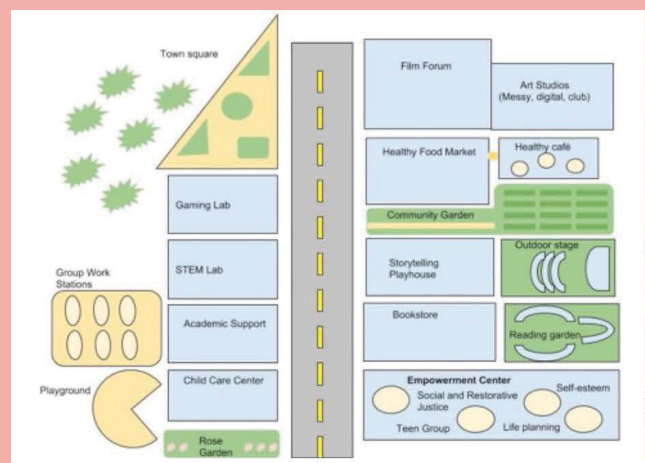 Town square
Film Forum
Art Studios
(Messy, digital, club)
Healthy Food Market
Healthy café
Gaming Lab
Community Garden
Storytelling
Playhouse
Outdoor stage
Group Work
Stations
STEM Lab
Academic Support
Bookstore
Reading garden
Playground
Child Care Center
Empowerment Center
Social and Restorative
Justice
Self-esteem
Teen Group
Life planning
Rose
Garden